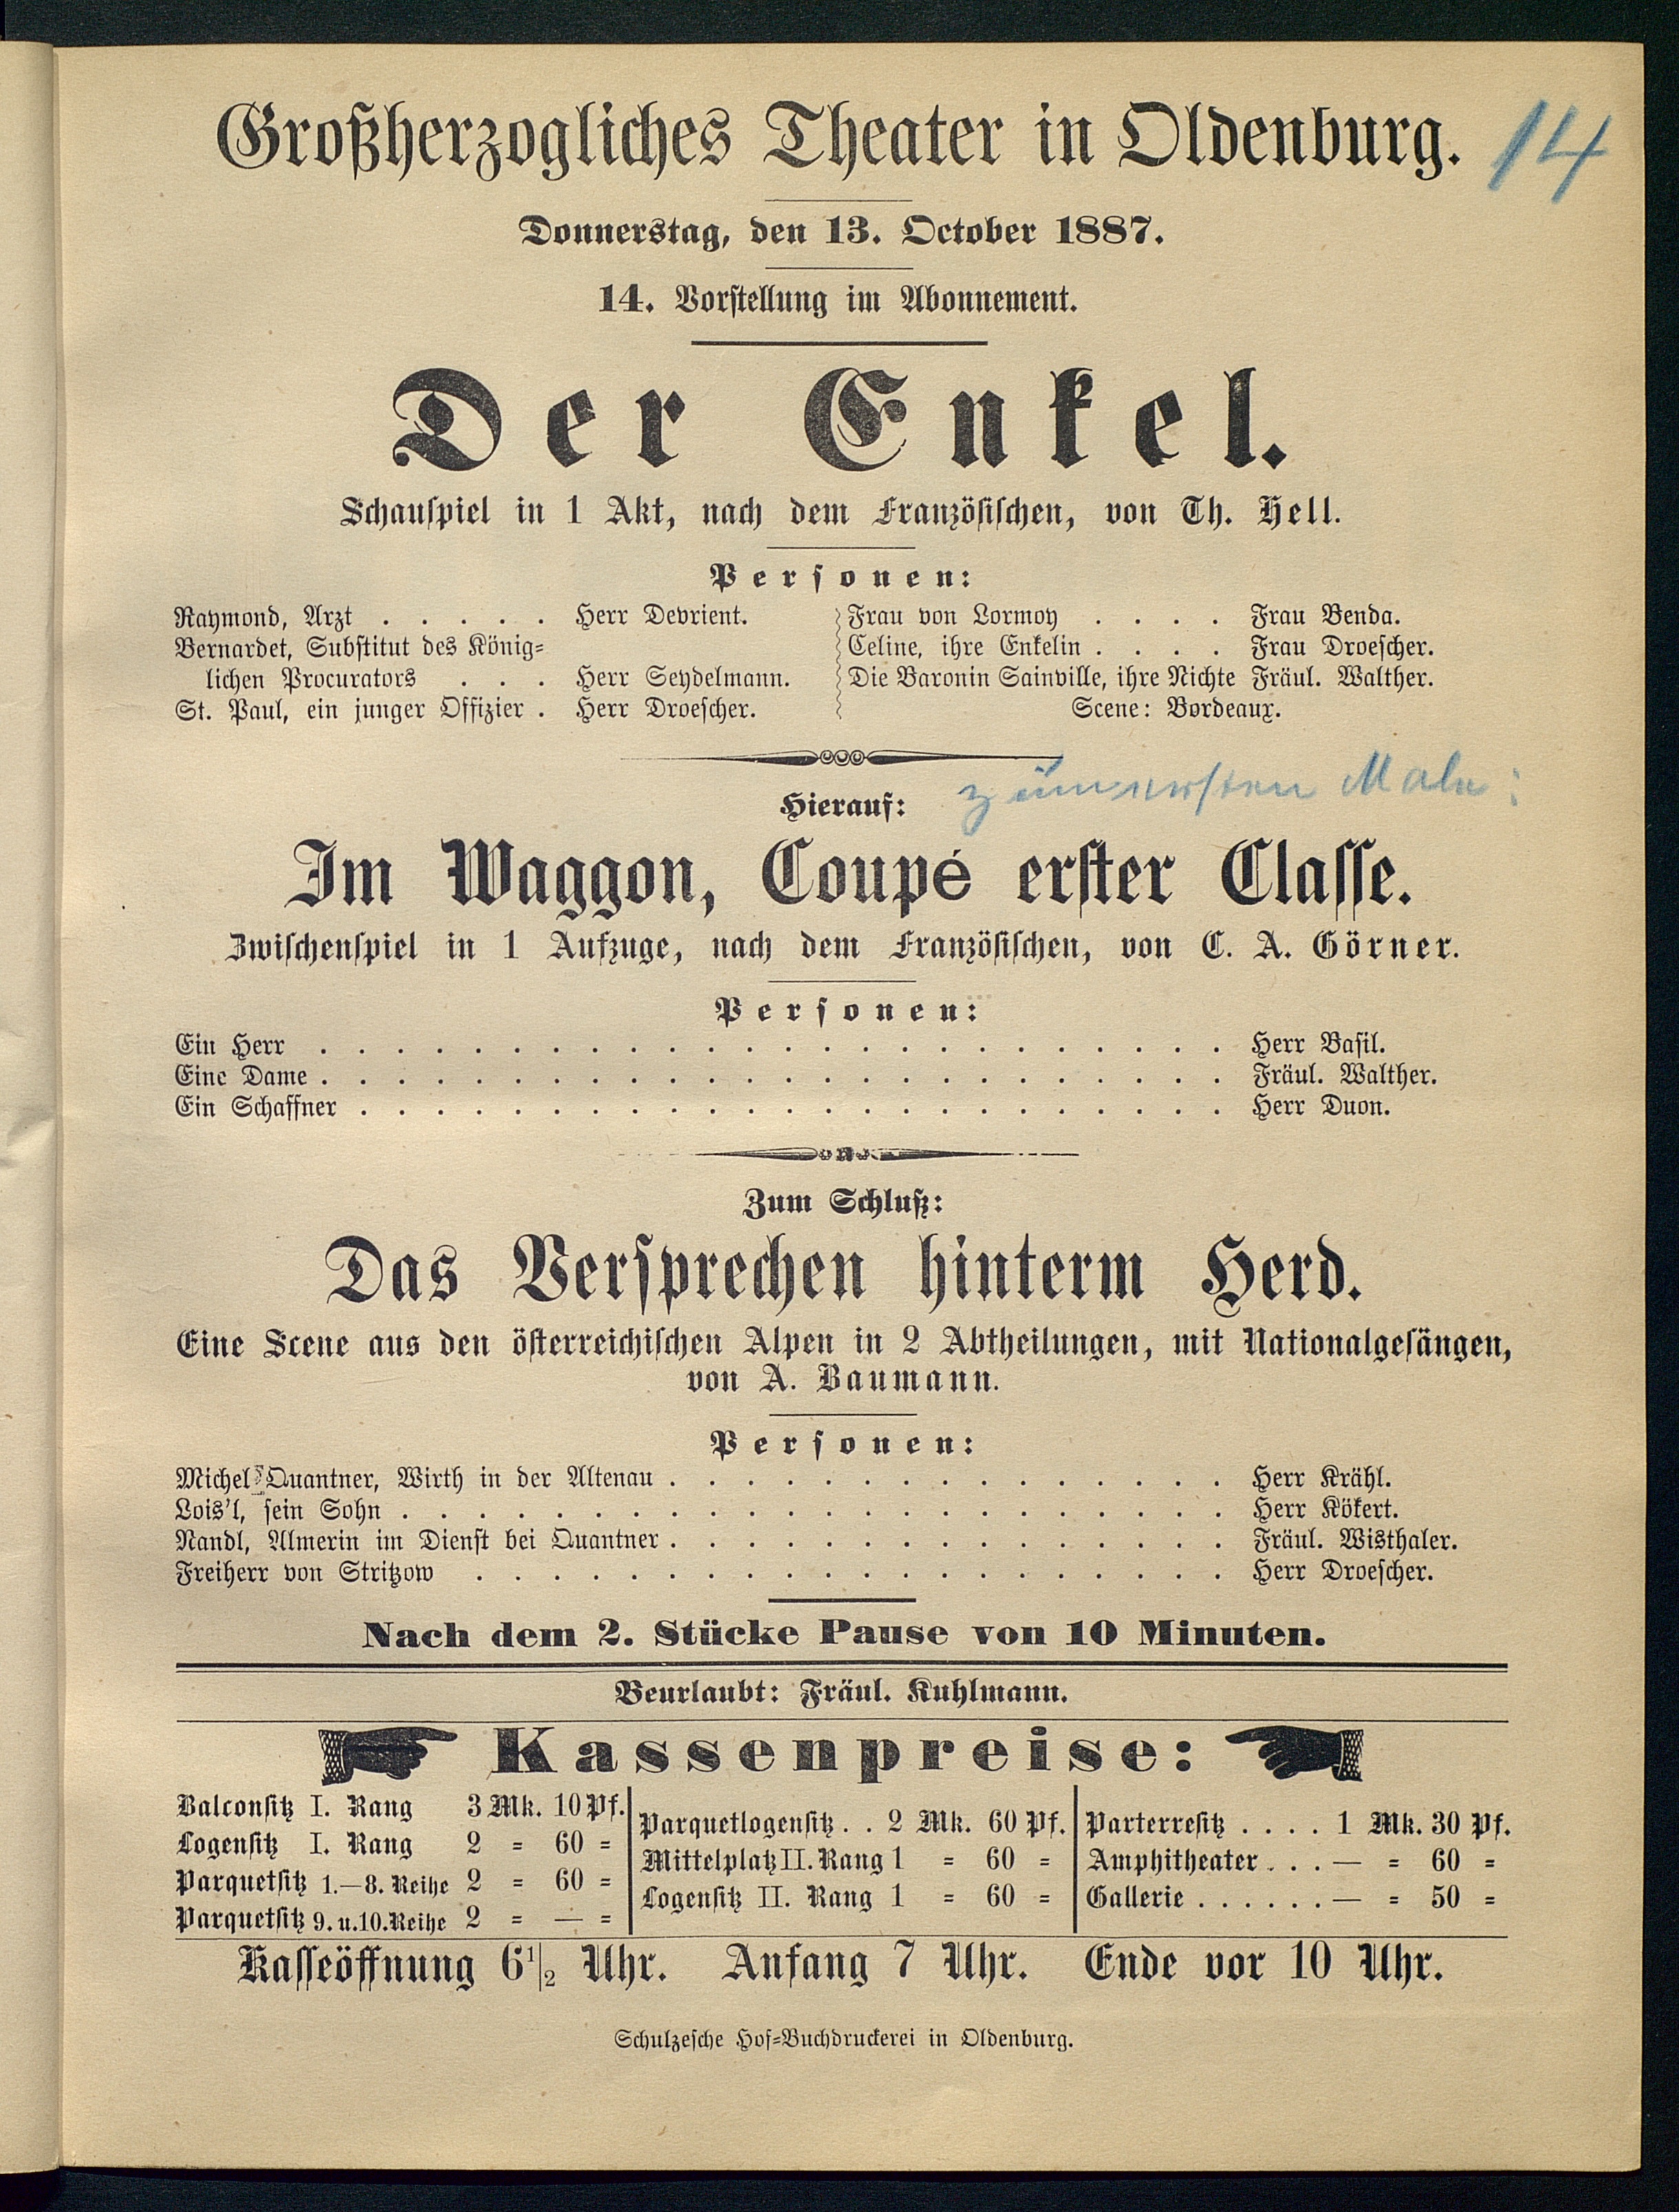 Großherzogliches Theater in Oldenburg.
14
Donnerstag, den 13. October 1887.
14. Vorstellung im Abonnement.
Der Enkel.
Schauspiel in 1 Akt, nach dem Französischen, von Th. Hell.
Personen:
Raymond, Arzt . . . . . Herr Devrient.
Bernardet, Substitut des König-
lichen Procurators . . . Herr Seydelmann.
St. Paul, ein junger Offizier . Herr Droescher.
Frau von Lormoy . . . . Frau Benda.
Celine, ihre Enkelin . . . . Frau Droescher.
Die Baronin Sainville, ihre Nichte Fräul. Walther.
Scene: Bordeaux.
zum ersten Male:
Hierauf:
Im Waggon, Coupé erster Classe.
Zwischenspiel in 1 Aufzuge, nach dem Französischen, von C. A. Görner.
Personen:
Ein Herr . . . . . . . . . . . . . . . . . . . . . . . . Herr Basil.
Eine Dame . . . . . . . . . . . . . . . . . . . . . . . . Fräul. Walther.
Ein Schaffner . . . . . . . . . . . . . . . . . . . . . . . Herr Duon.
Zum Schluß:
Das Versprechen hinterm Herd.
Eine Scene aus den österreichischen Alpen in 2 Abtheilungen, mit Nationalgesängen,
von A. Baumann.
Personen:
Michel Quantner, Wirth in der Altenau . . . . . . . . . . . . . . . Herr Krähl.
Lois'l, sein Sohn . . . . . . . . . . . . . . . . . . . . . . Herr Kökert.
Nandl, Almerin im Dienst bei Quantner . . . . . . . . . . . . . . . Fräul. Wisthaler.
Freiherr von Stritzow . . . . . . . . . . . . . . . . . . . . Herr Droescher.
Nach dem 2. Stücke Pause von 10 Minuten.
Beurlaubt: Fräul. Kuhlmann.
Kassenpreise:
Balconsitz I. Rang 3 Mk. 10 Pf.
Logensitz I. Rang 2 = 60 =
Parquetsitz 1.—8. Reihe 2 = 60 =
Parquetsitz 9. u. 10. Reihe 2 = — =
Parquetlogensitz . . 2 Mk. 60 Pf.
Mittelplatz II. Rang 1 = 60 =
Logensitz II. Rang 1 = 60 =
Parterresitz . . . . 1 Mk. 30 Pf.
Amphitheater . . . — = 60 =
Gallerie . . . . . . — = 50 =
Kasseöffnung 6 1/2 Uhr. Anfang 7 Uhr. Ende vor 10 Uhr.
Schulzesche Hof-Buchdruckerei in Oldenburg.